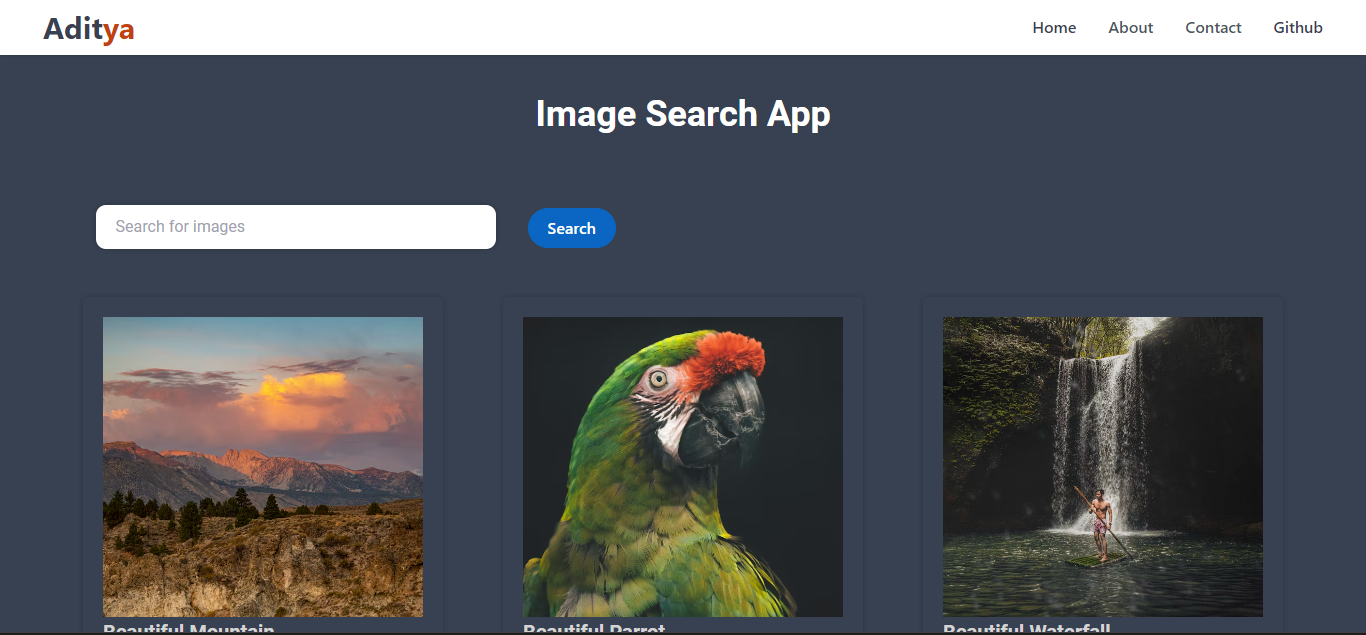 Aditya
Home About Contact Github
Image Search App
Search for images
Search
Beautiful Mountain
Beautiful Parrot
Beautiful Waterfall